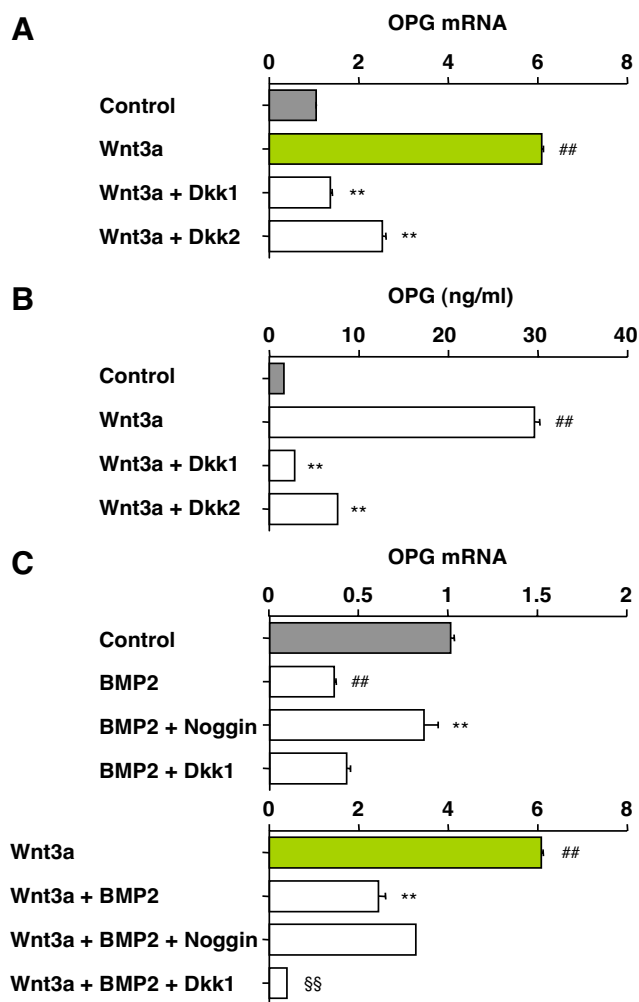 A
OPG mRNA
0 2 4 6 8
Control
Wnt3a ##
Wnt3a + Dkk1 **
Wnt3a + Dkk2 **
B
OPG (ng/ml)
0 10 20 30 40
Control
Wnt3a ##
Wnt3a + Dkk1 **
Wnt3a + Dkk2 **
C
OPG mRNA
0 0.5 1 1.5 2
Control
BMP2 ##
BMP2 + Noggin **
BMP2 + Dkk1
0 2 4 6 8
Wnt3a ##
Wnt3a + BMP2 **
Wnt3a + BMP2 + Noggin
Wnt3a + BMP2 + Dkk1 §§